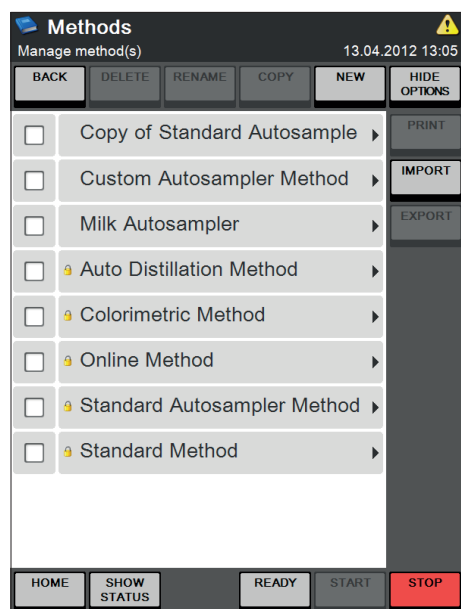 Methods
Manage method(s) 13.04.2012 13:05
BACK DELETE RENAME COPY NEW HIDE OPTIONS
Copy of Standard Autosample
PRINT
Custom Autosampler Method
IMPORT
Milk Autosampler
EXPORT
Auto Distillation Method
Colorimetric Method
Online Method
Standard Autosampler Method
Standard Method
HOME SHOW STATUS READY START STOP